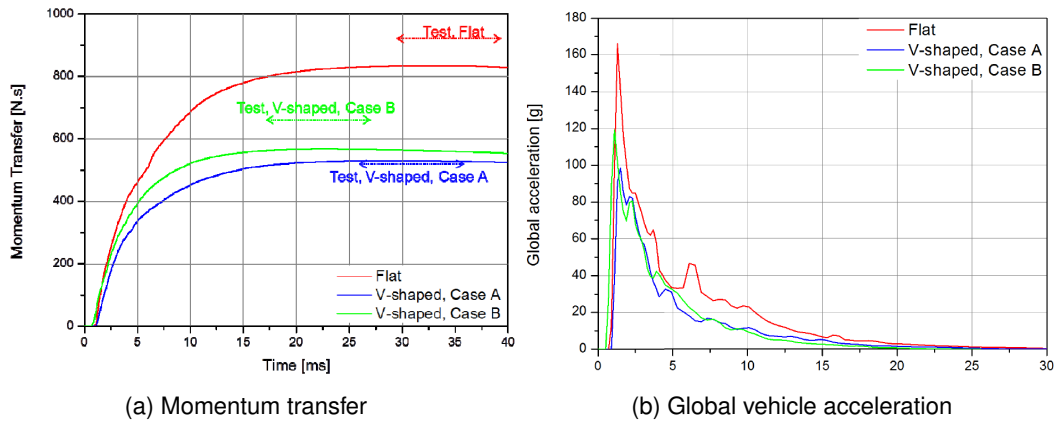 1000
800
600
400
200
0
Momentum Transfer [N.s]
Test, Flat
Test, V-shaped, Case B
Test, V-shaped, Case A
Flat
V-shaped, Case A
V-shaped, Case B
0 5 10 15 20 25 30 35 40
Time [ms]
(a) Momentum transfer
180
160
140
120
100
80
60
40
20
0
Global acceleration [g]
Flat
V-shaped, Case A
V-shaped, Case B
0 5 10 15 20 25 30
(b) Global vehicle acceleration